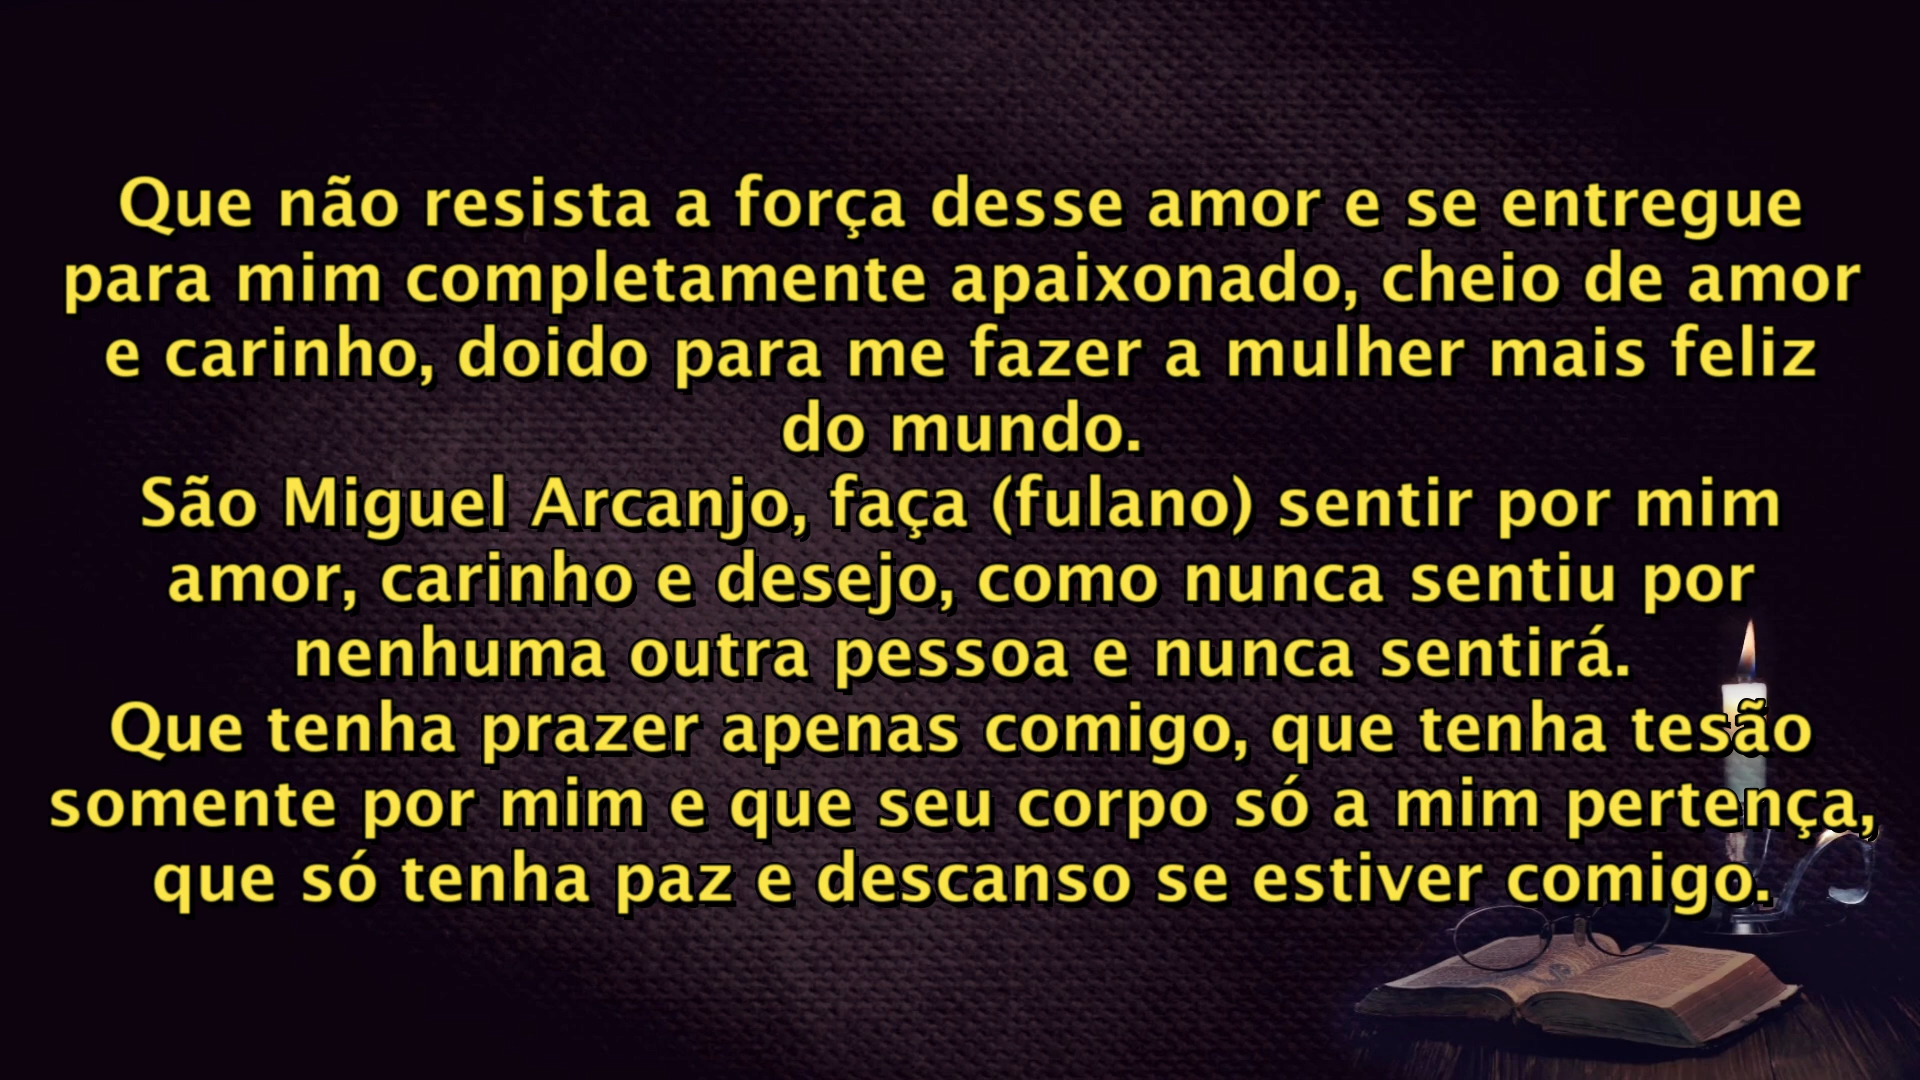 Que não resista a força desse amor e se entregue
para mim completamente apaixonado, cheio de amor
e carinho, doido para me fazer a mulher mais feliz
do mundo.
São Miguel Arcanjo, faça (fulano) sentir por mim
amor, carinho e desejo, como nunca sentiu por
nenhuma outra pessoa e nunca sentirá.
Que tenha prazer apenas comigo, que tenha tesão
somente por mim e que seu corpo só a mim pertença,
que só tenha paz e descanso se estiver comigo.